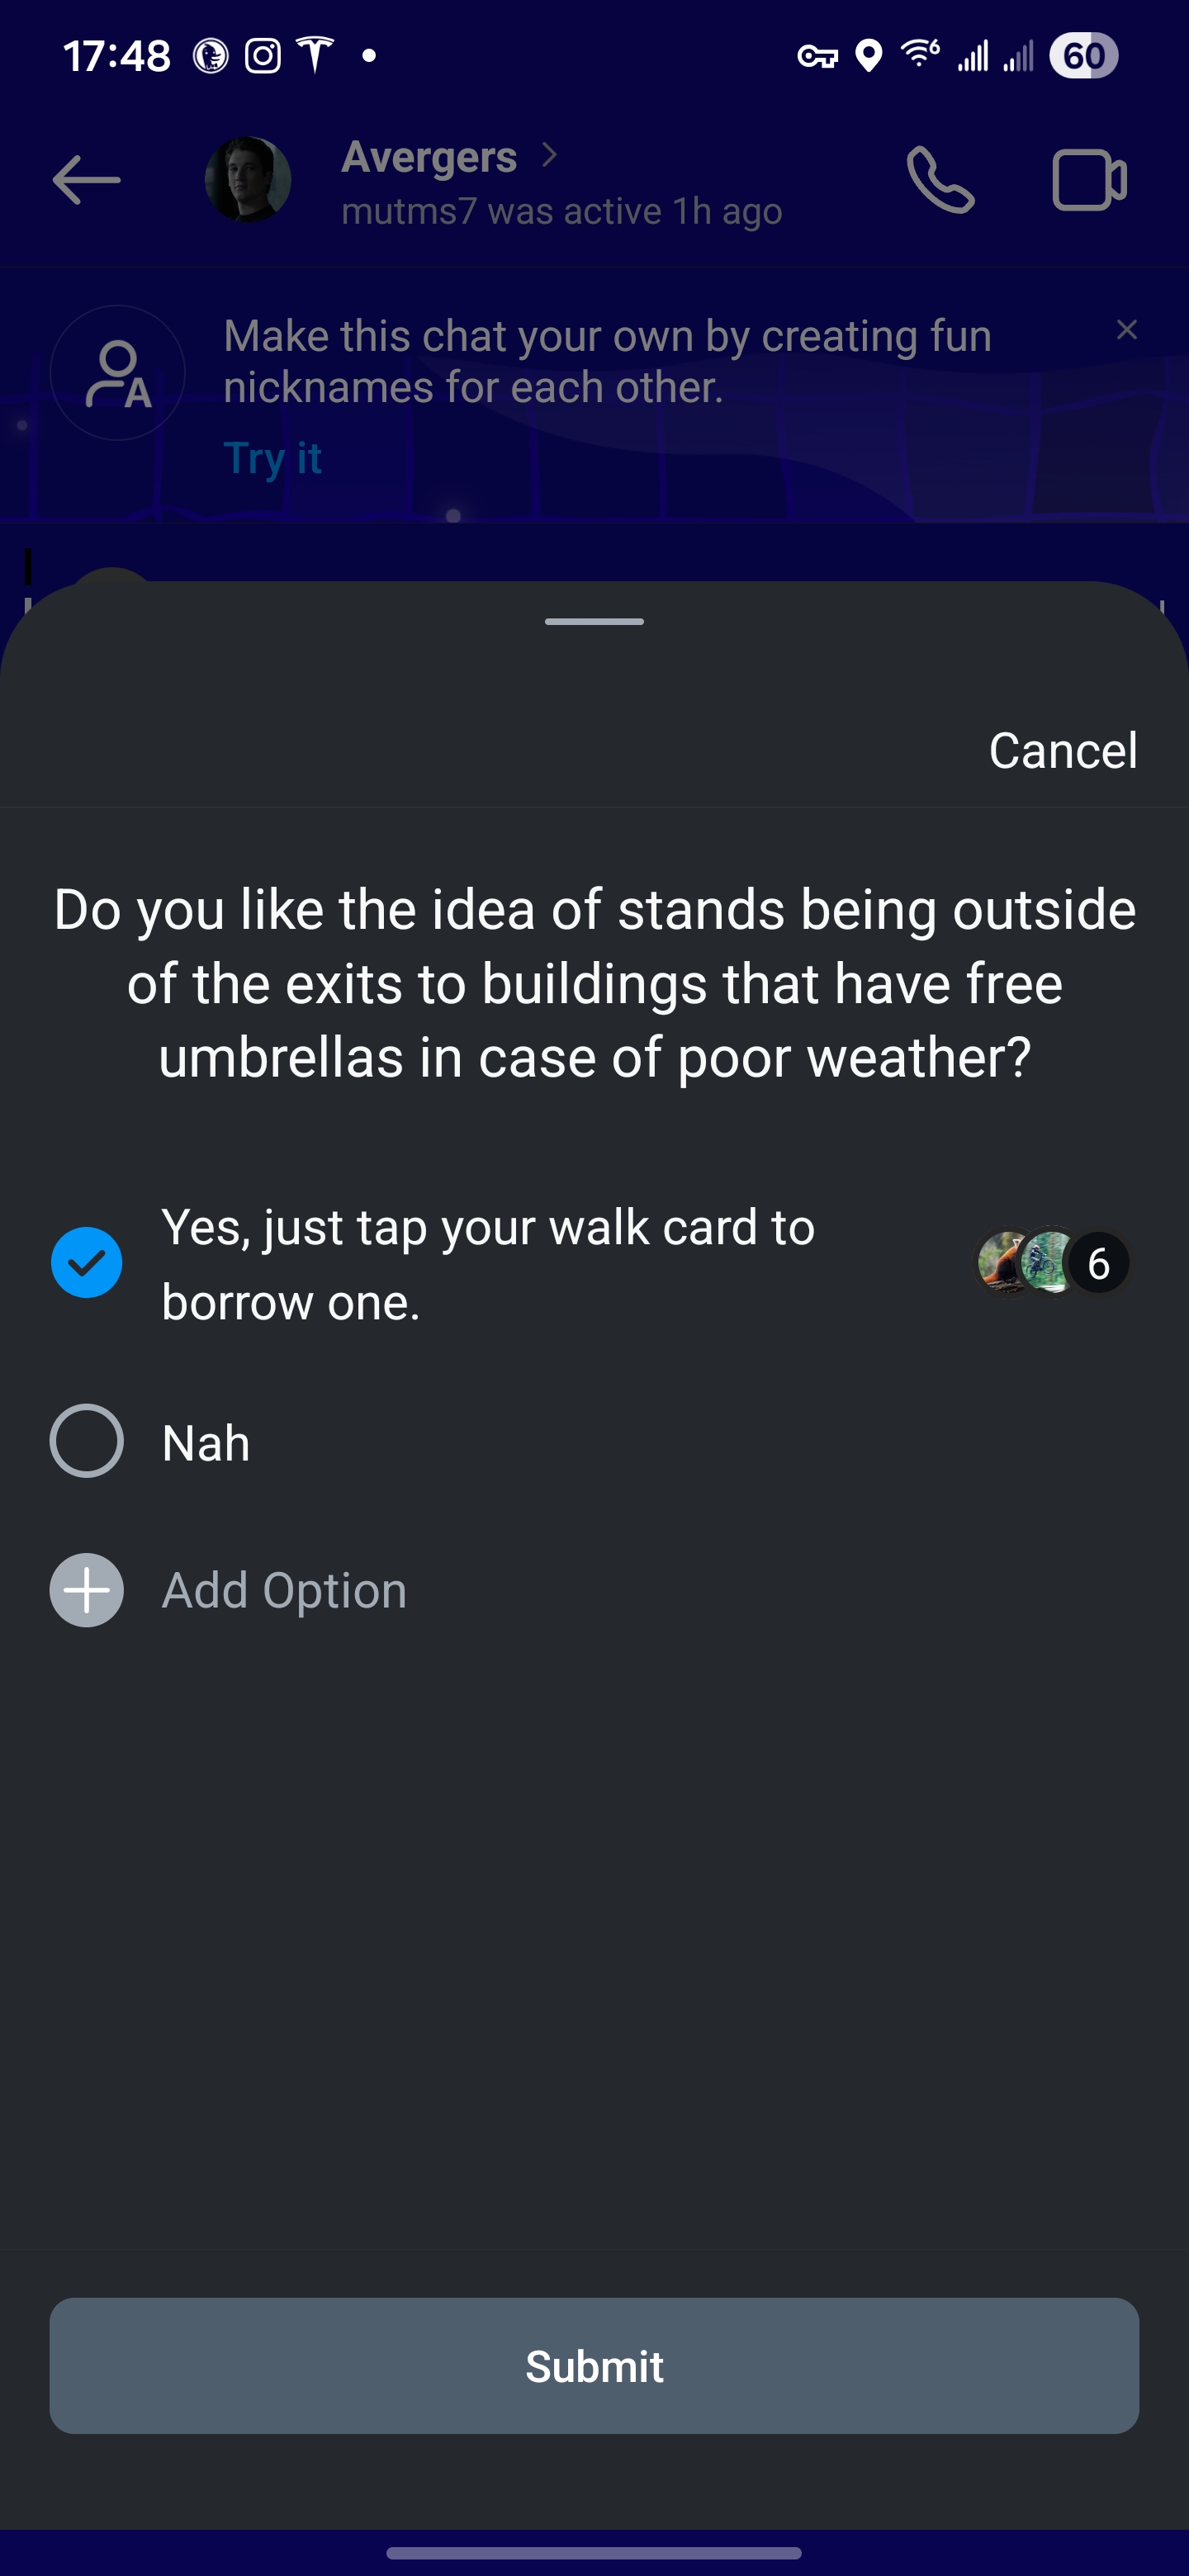 17:48
6
60
Avergers
mutms7 was active 1h ago
Make this chat your own by creating fun
nicknames for each other.
Try it
Cancel
Do you like the idea of stands being outside
of the exits to buildings that have free
umbrellas in case of poor weather?
Yes, just tap your walk card to
borrow one.
6
Nah
Add Option
Submit